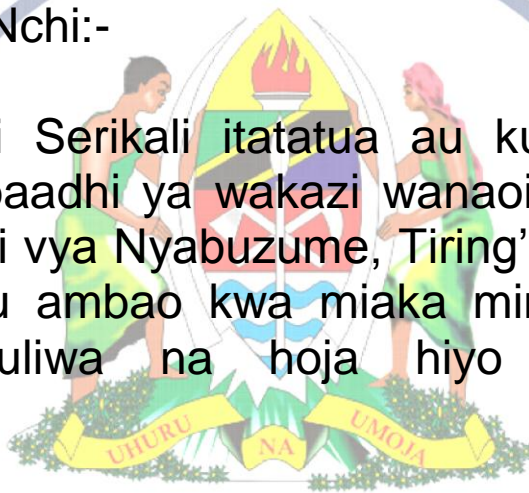 Nchi:-
i Serikali itatatua au ku
baadhi ya wakazi wanaoi
i vya Nyabuzume, Tiring'
u ambao kwa miaka mi
uliwa na hoja hiyo
UHURU NA UMOJA